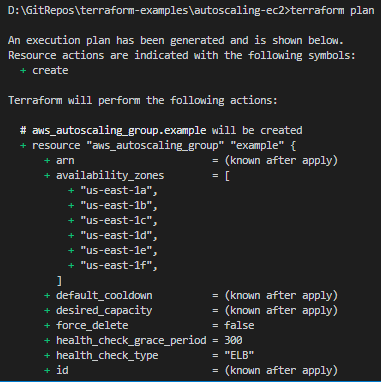 D:\GitRepos\terraform-examples\autoscaling-ec2>terraform plan
An execution plan has been generated and is shown below.
Resource actions are indicated with the following symbols:
  + create
Terraform will perform the following actions:
  # aws_autoscaling_group.example will be created
  + resource "aws_autoscaling_group" "example" {
      + arn                       = (known after apply)
      + availability_zones        = [
          + "us-east-1a",
          + "us-east-1b",
          + "us-east-1c",
          + "us-east-1d",
          + "us-east-1e",
          + "us-east-1f",
        ]
      + default_cooldown          = (known after apply)
      + desired_capacity          = (known after apply)
      + force_delete              = false
      + health_check_grace_period = 300
      + health_check_type         = "ELB"
      + id                        = (known after apply)